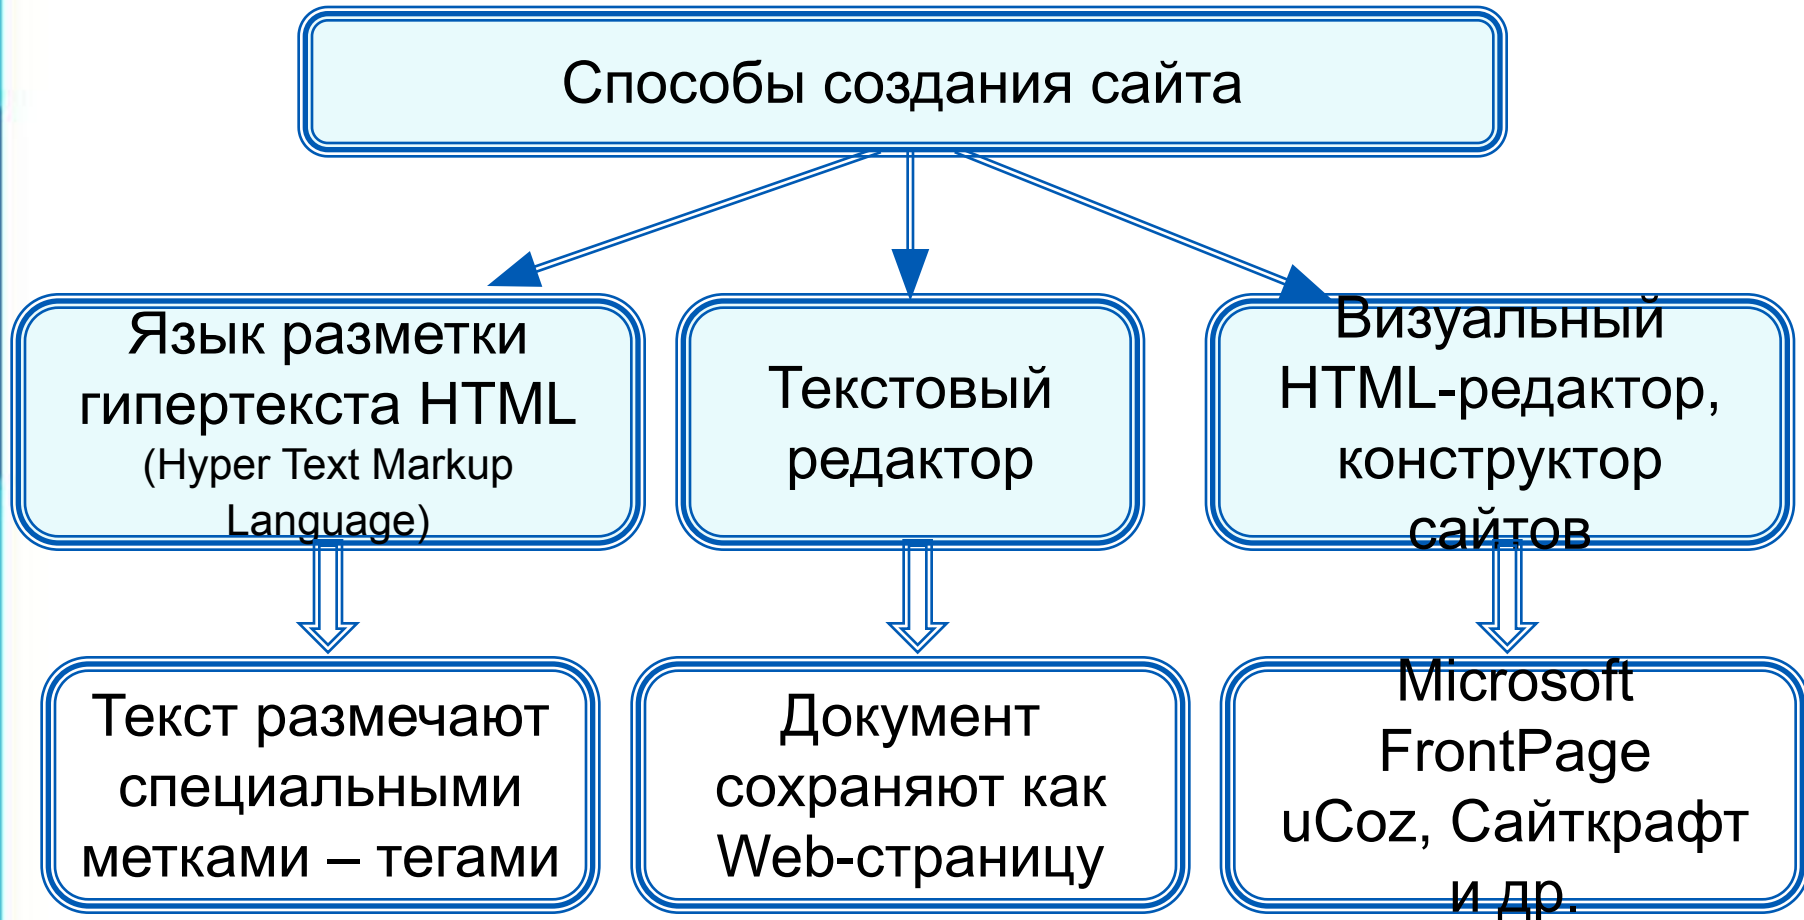 Способы создания сайта
Язык разметки
гипертекста HTML
(Hyper Text Markup
Language)
Текстовый
редактор
Визуальный
HTML-редактор,
конструктор
сайтов
Текст размечают
специальными
метками – тегами
Документ
сохраняют как
Web-страницу
Microsoft
FrontPage
uCoz, Сайткрафт
и др.